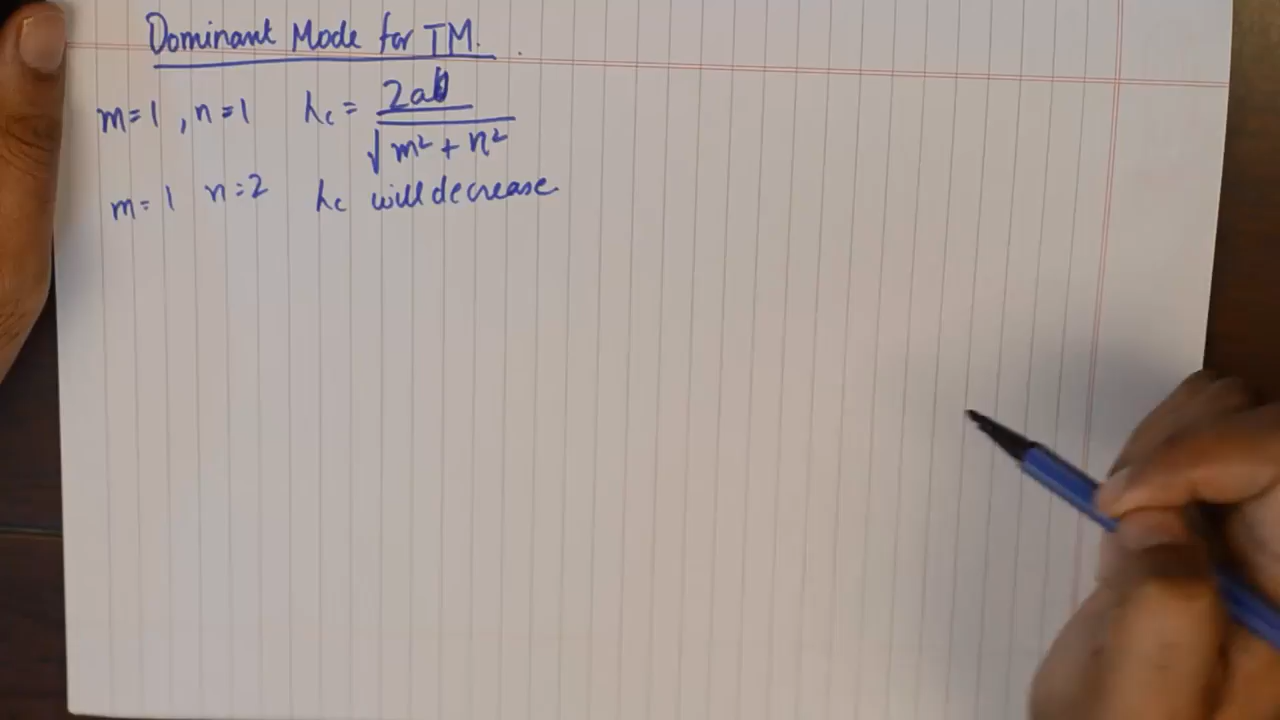 Dominant Mode for TM.
m=1, n=1 λc = 2ab / √m² + n²
m=1 n=2 λc will decrease